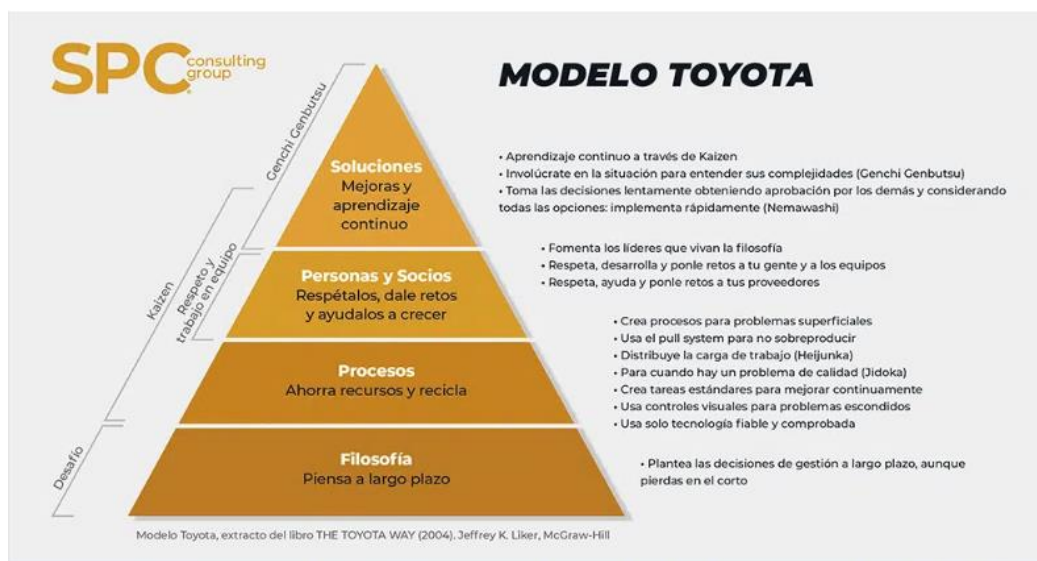 SPC consulting group
MODELO TOYOTA
Genchi Genbutsu
Kaizen
Respeto y
trabajo en equipo
Desafío
Soluciones
Mejoras y
aprendizaje
continuo
• Aprendizaje continuo a través de Kaizen
• Involúcrate en la situación para entender sus complejidades (Genchi Genbutsu)
• Toma las decisiones lentamente obteniendo aprobación por los demás y considerando
todas las opciones: implementa rápidamente (Nemawashi)
Personas y Socios
Respétalos, dale retos
y ayudalos a crecer
• Fomenta los líderes que vivan la filosofía
• Respeta, desarrolla y ponle retos a tu gente y a los equipos
• Respeta, ayuda y ponle retos a tus proveedores
Procesos
Ahorra recursos y recicla
• Crea procesos para problemas superficiales
• Usa el pull system para no sobreproducir
• Distribuye la carga de trabajo (Heijunka)
• Para cuando hay un problema de calidad (Jidoka)
• Crea tareas estándares para mejorar continuamente
• Usa controles visuales para problemas escondidos
• Usa solo tecnología fiable y comprobada
Filosofía
Piensa a largo plazo
• Plantea las decisiones de gestión a largo plazo, aunque
pierdas en el corto
Modelo Toyota, extracto del libro THE TOYOTA WAY (2004). Jeffrey K. Liker, McGraw-Hill